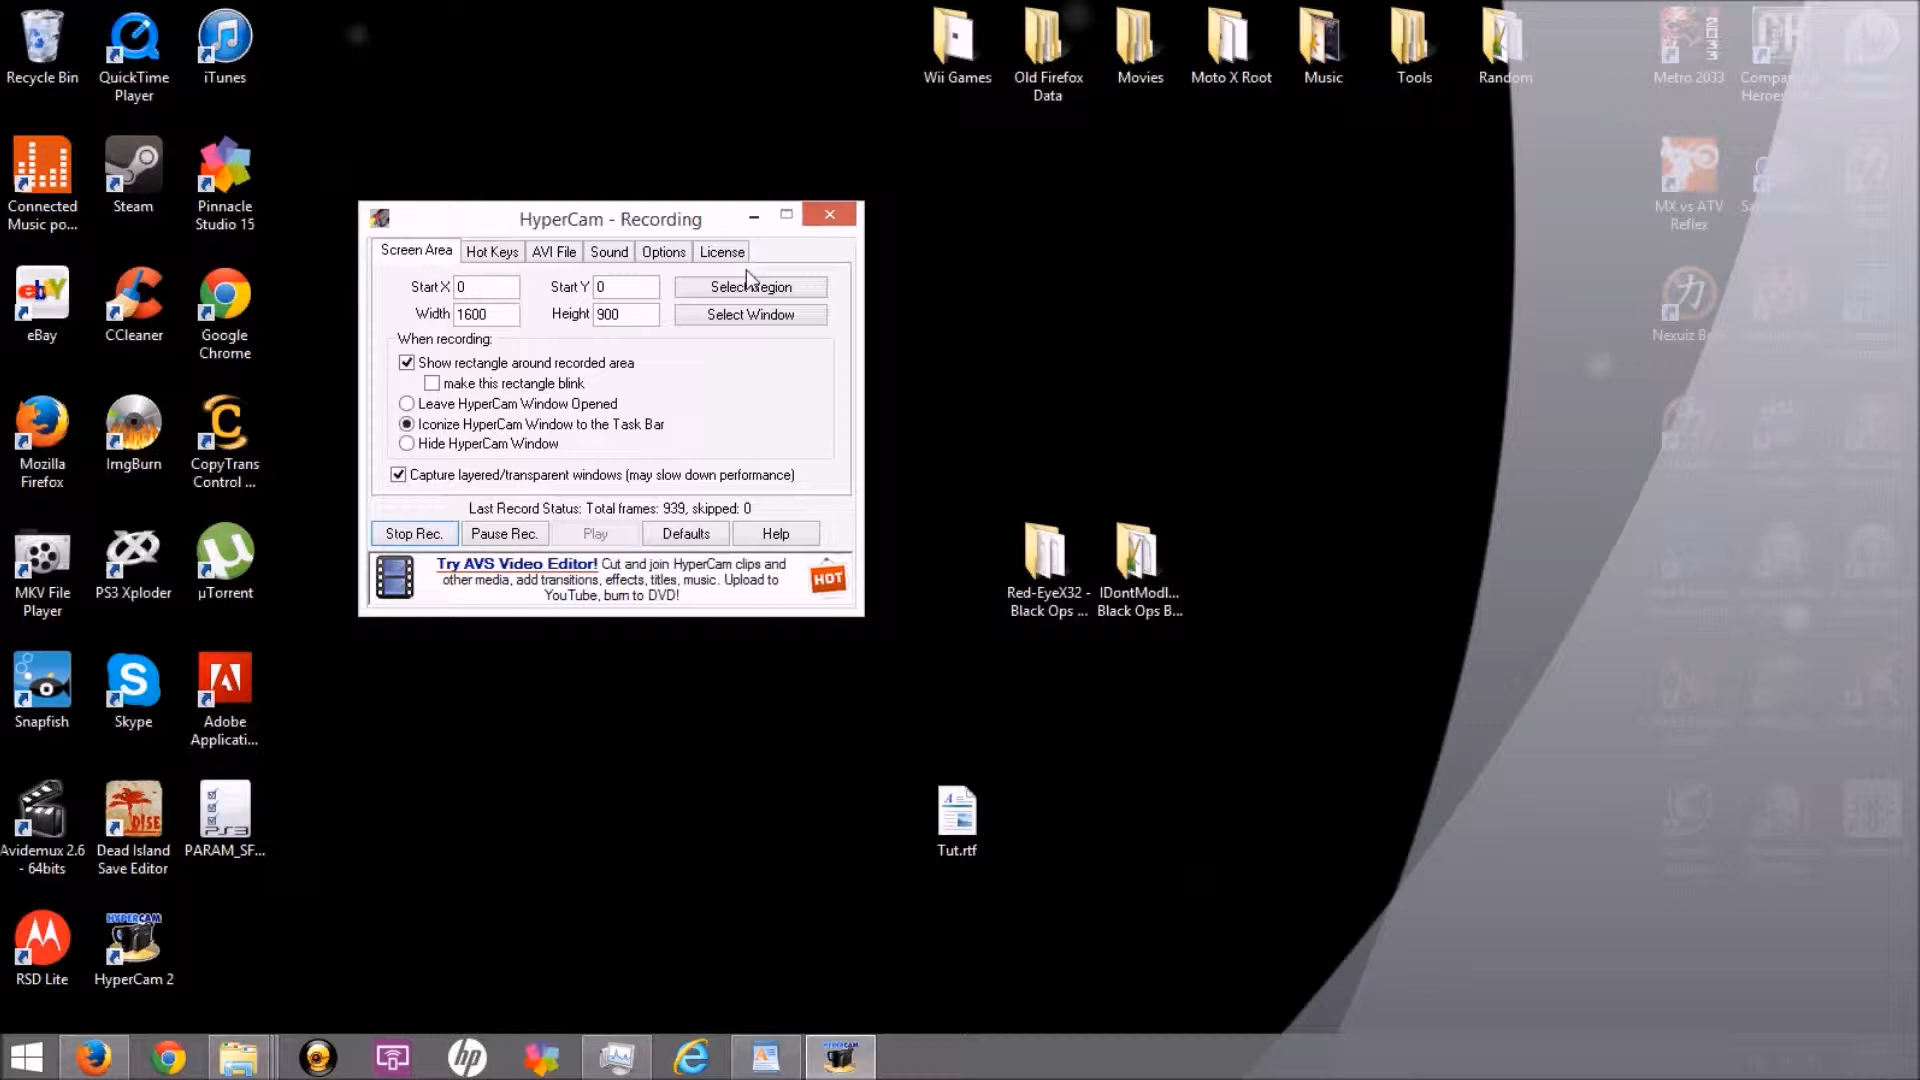 Recycle Bin
QuickTime
Player
iTunes
Wii Games
Old Firefox
Data
Movies
Moto X Root
Music
Tools
Random
Metro 2033
Connected
Music po...
Steam
Pinnacle
Studio 15
MX vs ATV
Reflex
eBay
CCleaner
Google
Chrome
Nexuiz
Mozilla
Firefox
ImgBurn
CopyTrans
Control ...
MKV File
Player
PS3 Xploder
µTorrent
Snapfish
Skype
Adobe
Applicati...
Avidemux 2.6
- 64bits
Dead Island
Save Editor
PARAM_SF...
RSD Lite
HyperCam 2
HyperCam - Recording
Screen Area
Hot Keys
AVI File
Sound
Options
License
Start X
0
Start Y
0
Select Region
Width
1600
Height
900
Select Window
When recording:
Show rectangle around recorded area
make this rectangle blink
Leave HyperCam Window Opened
Iconize HyperCam Window to the Task Bar
Hide HyperCam Window
Capture layered/transparent windows (may slow down performance)
Last Record Status: Total frames: 939, skipped: 0
Stop Rec.
Pause Rec.
Play
Defaults
Help
Try AVS Video Editor! Cut and join HyperCam clips and
other media, add transitions, effects, titles, music. Upload to
YouTube, burn to DVD!
HOT
Red-EyeX32 -
Black Ops ...
IDontModI...
Black Ops B...
Tut.rtf